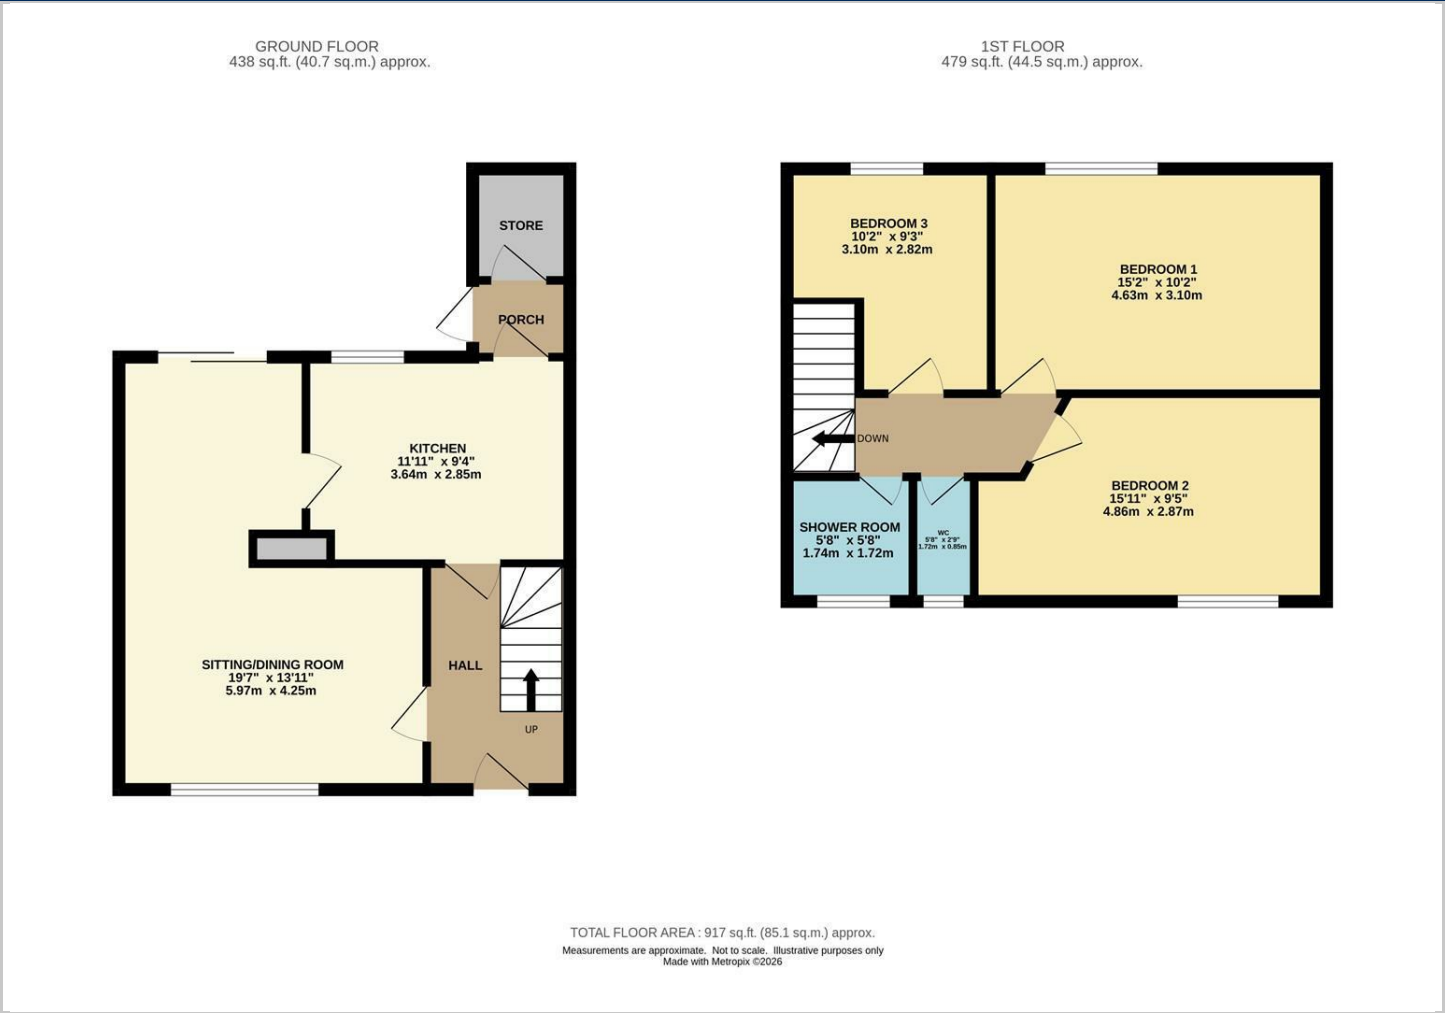 GROUND FLOOR
438 sq.ft. (40.7 sq.m.) approx.
1ST FLOOR
479 sq.ft. (44.5 sq.m.) approx.
STORE
PORCH
KITCHEN
11'11" x 9'4"
3.64m x 2.85m
SITTING/DINING ROOM
19'7" x 13'11"
5.97m x 4.25m
HALL
UP
BEDROOM 3
10'2" x 9'3"
3.10m x 2.82m
BEDROOM 1
15'2" x 10'2"
4.63m x 3.10m
DOWN
BEDROOM 2
15'11" x 9'5"
4.86m x 2.87m
SHOWER ROOM
5'8" x 5'8"
1.74m x 1.72m
WC
5'8" x 2'9"
1.72m x 0.85m
TOTAL FLOOR AREA : 917 sq.ft. (85.1 sq.m.) approx.
Measurements are approximate. Not to scale. Illustrative purposes only
Made with Metropix ©2026